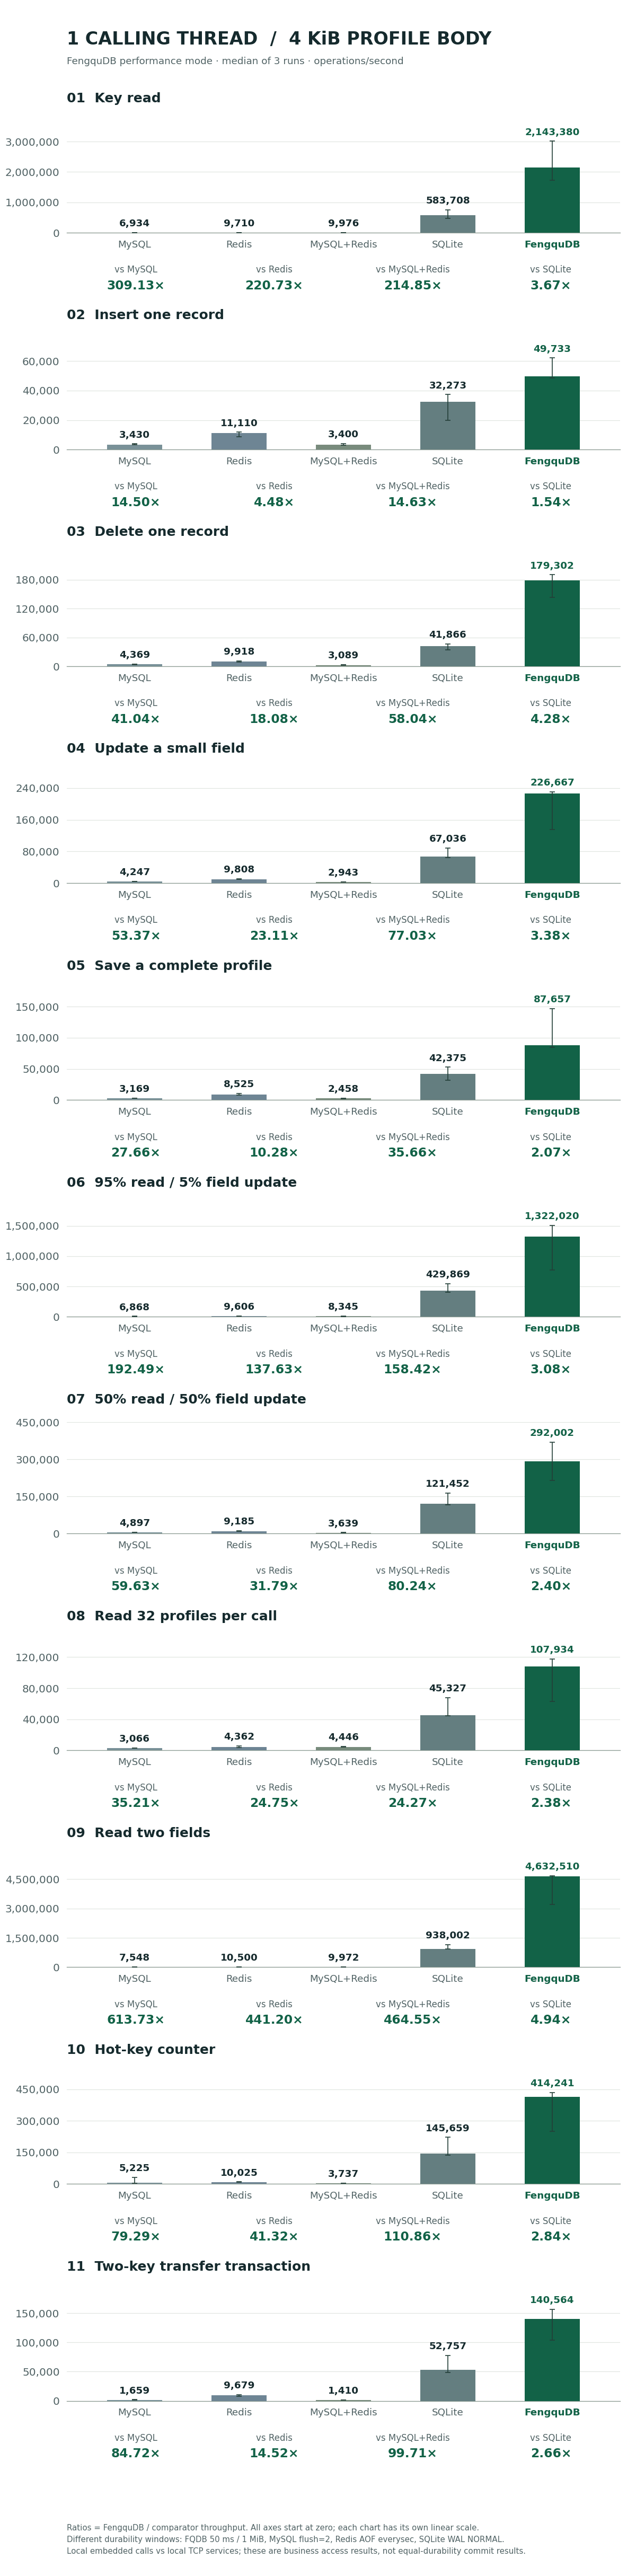 1 CALLING THREAD / 4 KiB PROFILE BODY
FengquDB performance mode · median of 3 runs · operations/second
01 Key read
2,143,380
3,000,000
2,000,000
583,708
1,000,000
6,934 9,710 9,976
0
MySQL Redis MySQL+Redis SQLite FengquDB
vs MySQL vs Redis vs MySQL+Redis vs SQLite
309.13× 220.73× 214.85× 3.67×
02 Insert one record
49,733
60,000
32,273
40,000
11,110
20,000
3,430 3,400
0
MySQL Redis MySQL+Redis SQLite FengquDB
vs MySQL vs Redis vs MySQL+Redis vs SQLite
14.50× 4.48× 14.63× 1.54×
03 Delete one record
179,302
180,000
120,000
41,866
60,000
4,369 9,918 3,089
0
MySQL Redis MySQL+Redis SQLite FengquDB
vs MySQL vs Redis vs MySQL+Redis vs SQLite
41.04× 18.08× 58.04× 4.28×
04 Update a small field
226,667
240,000
160,000
67,036
80,000
4,247 9,808 2,943
0
MySQL Redis MySQL+Redis SQLite FengquDB
vs MySQL vs Redis vs MySQL+Redis vs SQLite
53.37× 23.11× 77.03× 3.38×
05 Save a complete profile
87,657
150,000
100,000
42,375
50,000
3,169 8,525 2,458
0
MySQL Redis MySQL+Redis SQLite FengquDB
vs MySQL vs Redis vs MySQL+Redis vs SQLite
27.66× 10.28× 35.66× 2.07×
06 95% read / 5% field update
1,322,020
1,500,000
1,000,000
429,869
500,000
6,868 9,606 8,345
0
MySQL Redis MySQL+Redis SQLite FengquDB
vs MySQL vs Redis vs MySQL+Redis vs SQLite
192.49× 137.63× 158.42× 3.08×
07 50% read / 50% field update
450,000
292,002
300,000
121,452
150,000
4,897 9,185 3,639
0
MySQL Redis MySQL+Redis SQLite FengquDB
vs MySQL vs Redis vs MySQL+Redis vs SQLite
59.63× 31.79× 80.24× 2.40×
08 Read 32 profiles per call
107,934
120,000
80,000
45,327
40,000
3,066 4,362 4,446
0
MySQL Redis MySQL+Redis SQLite FengquDB
vs MySQL vs Redis vs MySQL+Redis vs SQLite
35.21× 24.75× 24.27× 2.38×
09 Read two fields
4,632,510
4,500,000
3,000,000
938,002
1,500,000
7,548 10,500 9,972
0
MySQL Redis MySQL+Redis SQLite FengquDB
vs MySQL vs Redis vs MySQL+Redis vs SQLite
613.73× 441.20× 464.55× 4.94×
10 Hot-key counter
414,241
450,000
300,000
145,659
150,000
5,225 10,025 3,737
0
MySQL Redis MySQL+Redis SQLite FengquDB
vs MySQL vs Redis vs MySQL+Redis vs SQLite
79.29× 41.32× 110.86× 2.84×
11 Two-key transfer transaction
140,564
150,000
100,000
52,757
50,000
1,659 9,679 1,410
0
MySQL Redis MySQL+Redis SQLite FengquDB
vs MySQL vs Redis vs MySQL+Redis vs SQLite
84.72× 14.52× 99.71× 2.66×
Ratios = FengquDB / comparator throughput. All axes start at zero; each chart has its own linear scale.
Different durability windows: FQDB 50 ms / 1 MiB, MySQL flush=2, Redis AOF everysec, SQLite WAL NORMAL.
Local embedded calls vs local TCP services; these are business access results, not equal-durability commit results.